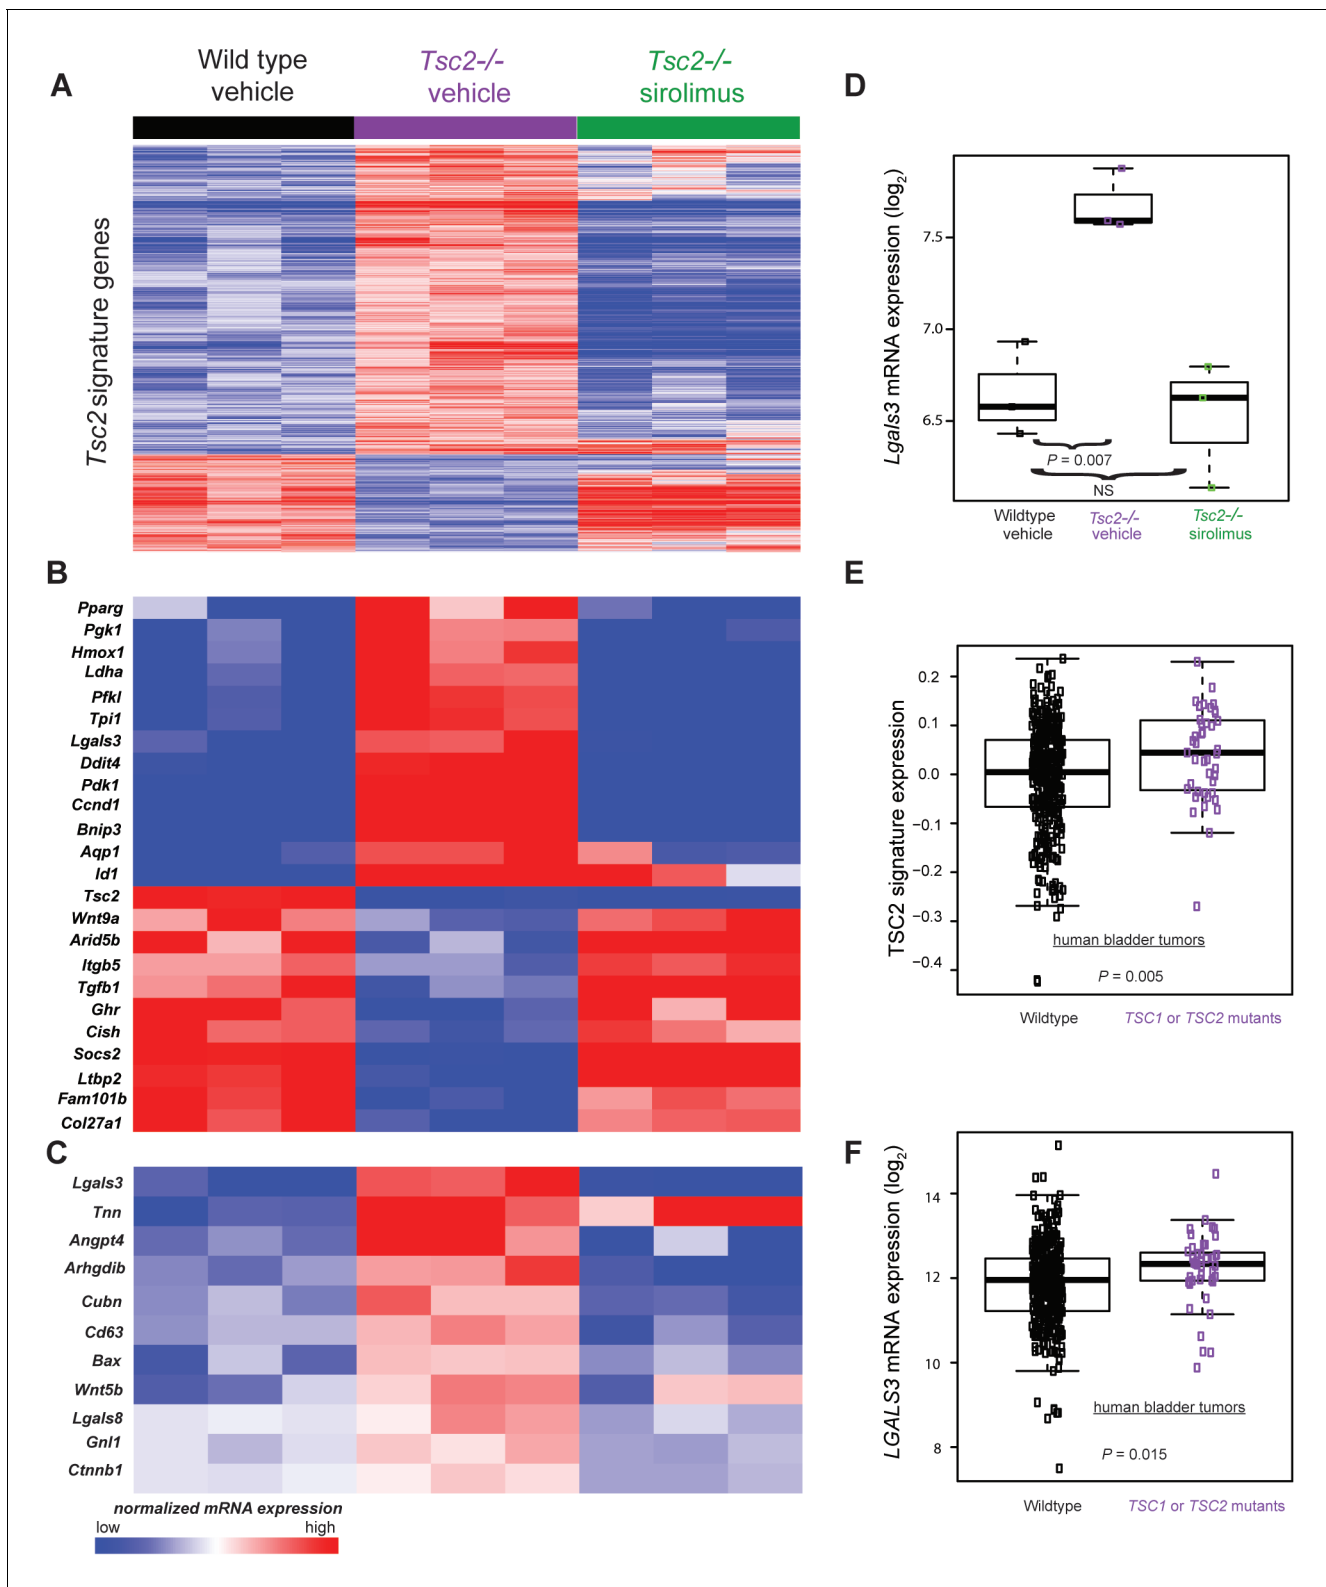 A
Wild type
vehicle
Tsc2-/-
vehicle
Tsc2-/-
sirolimus
Tsc2 signature genes
B
Pparg
Pgk1
Hmox1
Ldha
Pfkl
Tpi1
Lgals3
Ddit4
Pdk1
Ccnd1
Bnip3
Aqp1
Id1
Tsc2
Wnt9a
Arid5b
Itgb5
Tgfb1
Ghr
Cish
Socs2
Ltbp2
Fam101b
Col27a1
C
Lgals3
Tnn
Angpt4
Arhgdib
Cubn
Cd63
Bax
Wnt5b
Lgals8
Gnl1
Ctnnb1
normalized mRNA expression
low high
D
Lgals3 mRNA expression (log2)
7.5
7.0
6.5
P = 0.007
NS
Wildtype
vehicle
Tsc2-/-
vehicle
Tsc2-/-
sirolimus
E
TSC2 signature expression
0.2
0.1
0.0
−0.1
−0.2
−0.3
−0.4
human bladder tumors
P = 0.005
Wildtype
TSC1 or TSC2 mutants
F
LGALS3 mRNA expression (log2)
14
12
10
8
human bladder tumors
P = 0.015
Wildtype
TSC1 or TSC2 mutants